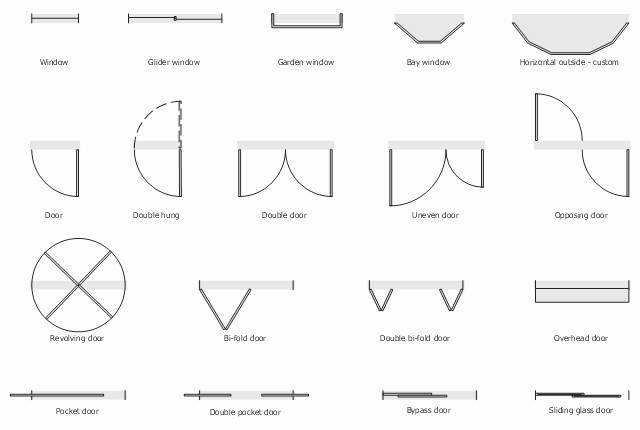 Window
Glider window
Garden window
Bay window
Horizontal outside - custom
Door
Double hung
Double door
Uneven door
Opposing door
Revolving door
Bi-fold door
Double bi-fold door
Overhead door
Pocket door
Double pocket door
Bypass door
Sliding glass door